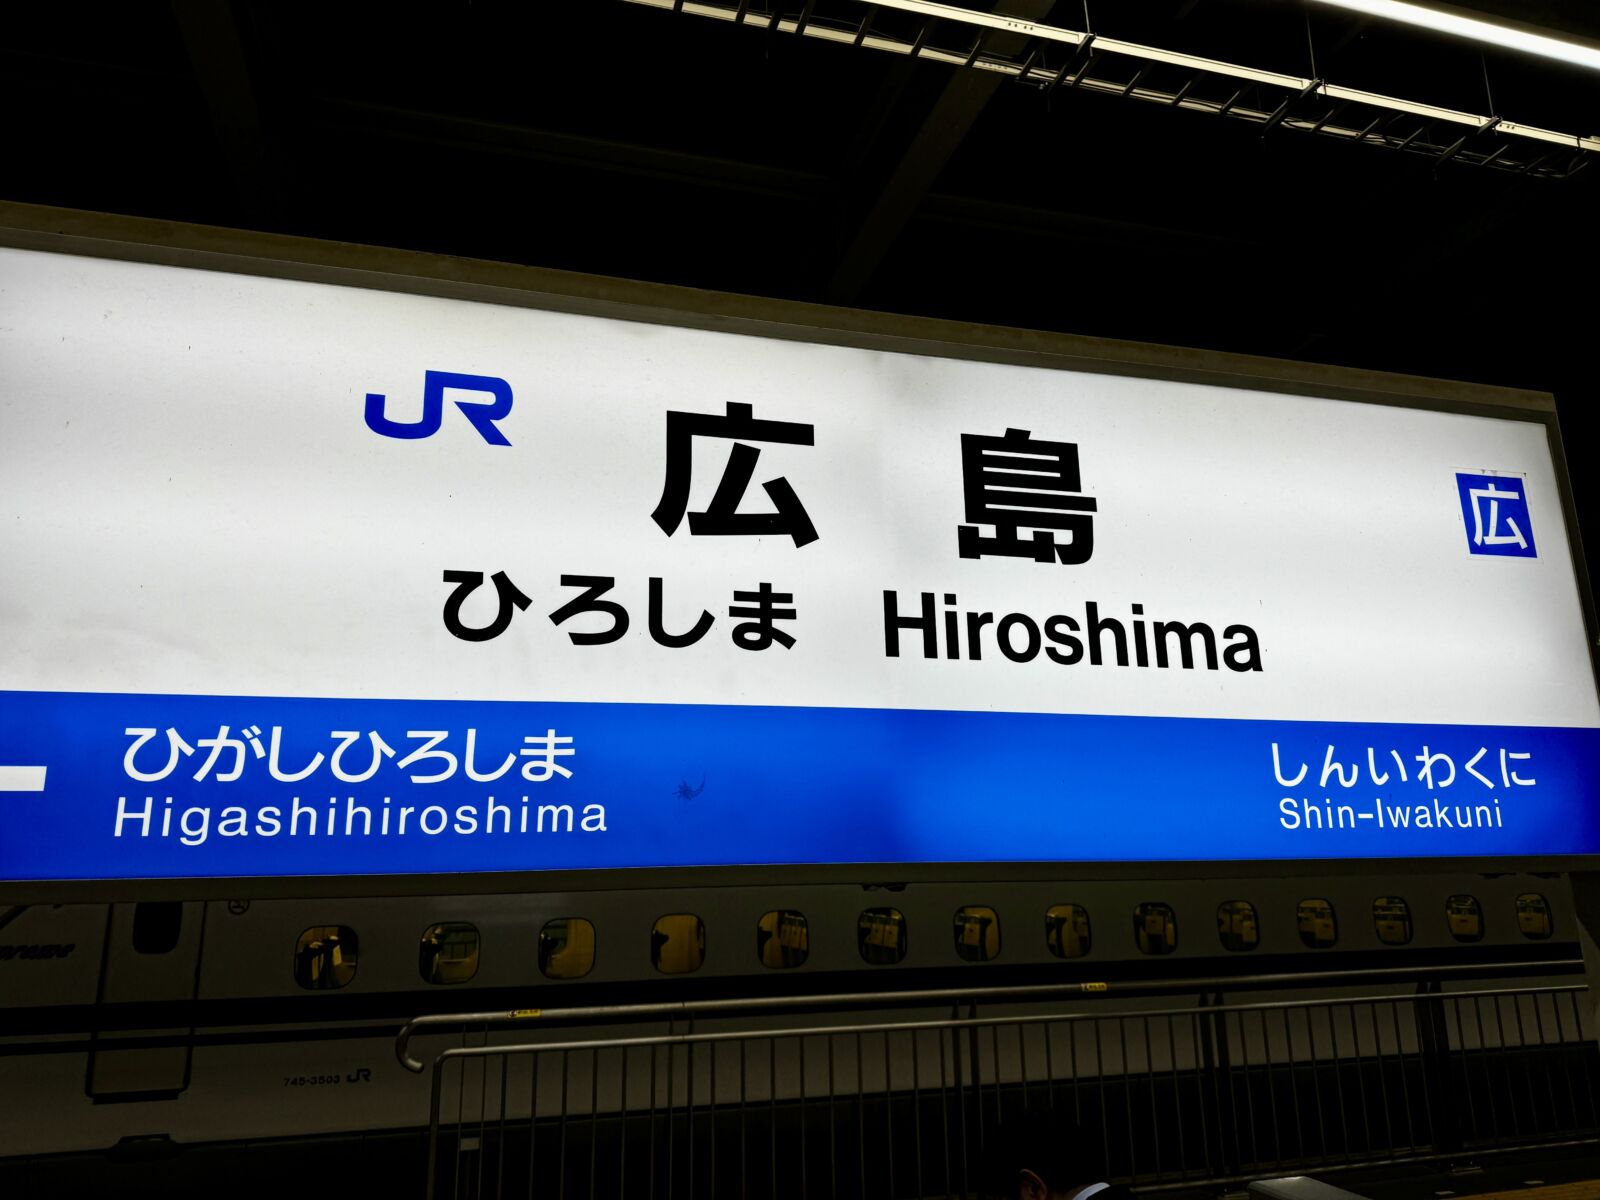 JR
広島
広
ひろしま Hiroshima
ひがしひろしま
Higashihiroshima
しんいわくに
Shin-Iwakuni
745-3503 JR